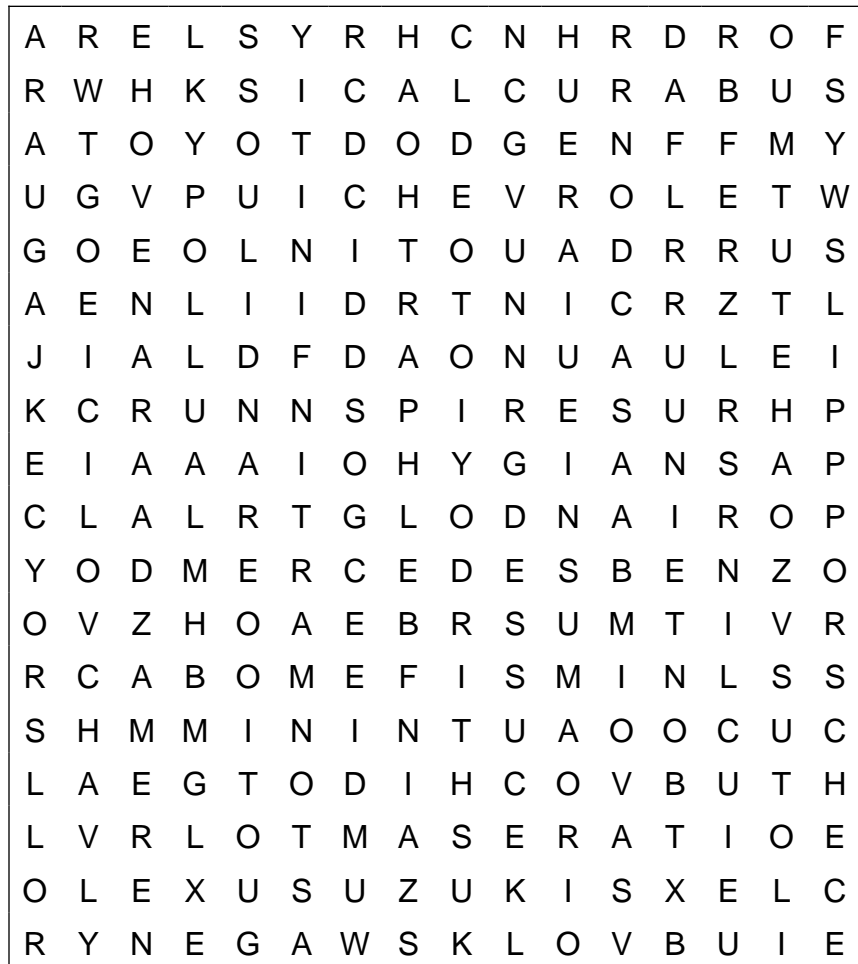 A R E L S Y R H C N H R D R O F
R W H K S I C A L C U R A B U S
A T O Y O T D O D G E N F F M Y
U G V P U I C H E V R O L E T W
G O E O L N I T O U A D R R U S
A E N L I I D R T N I C R Z T L
J I A L D F D A O N U A U L E I
K C R U N N S P I R E S U R H P
E I A A A I O H Y G I A N S A P
C L A L R T G L O D N A I R O P
Y O D M E R C E D E S B E N Z O
O V Z H O A E B R S U M T I V R
R C A B O M E F I S M I N L S S
S H M M I N I N T U A O O C U C
L A E G T O D I H C O V B U T H
L V R L O T M A S E R A T I O E
O L E X U S U Z U K I S X E L C
R Y N E G A W S K L O V B U I E